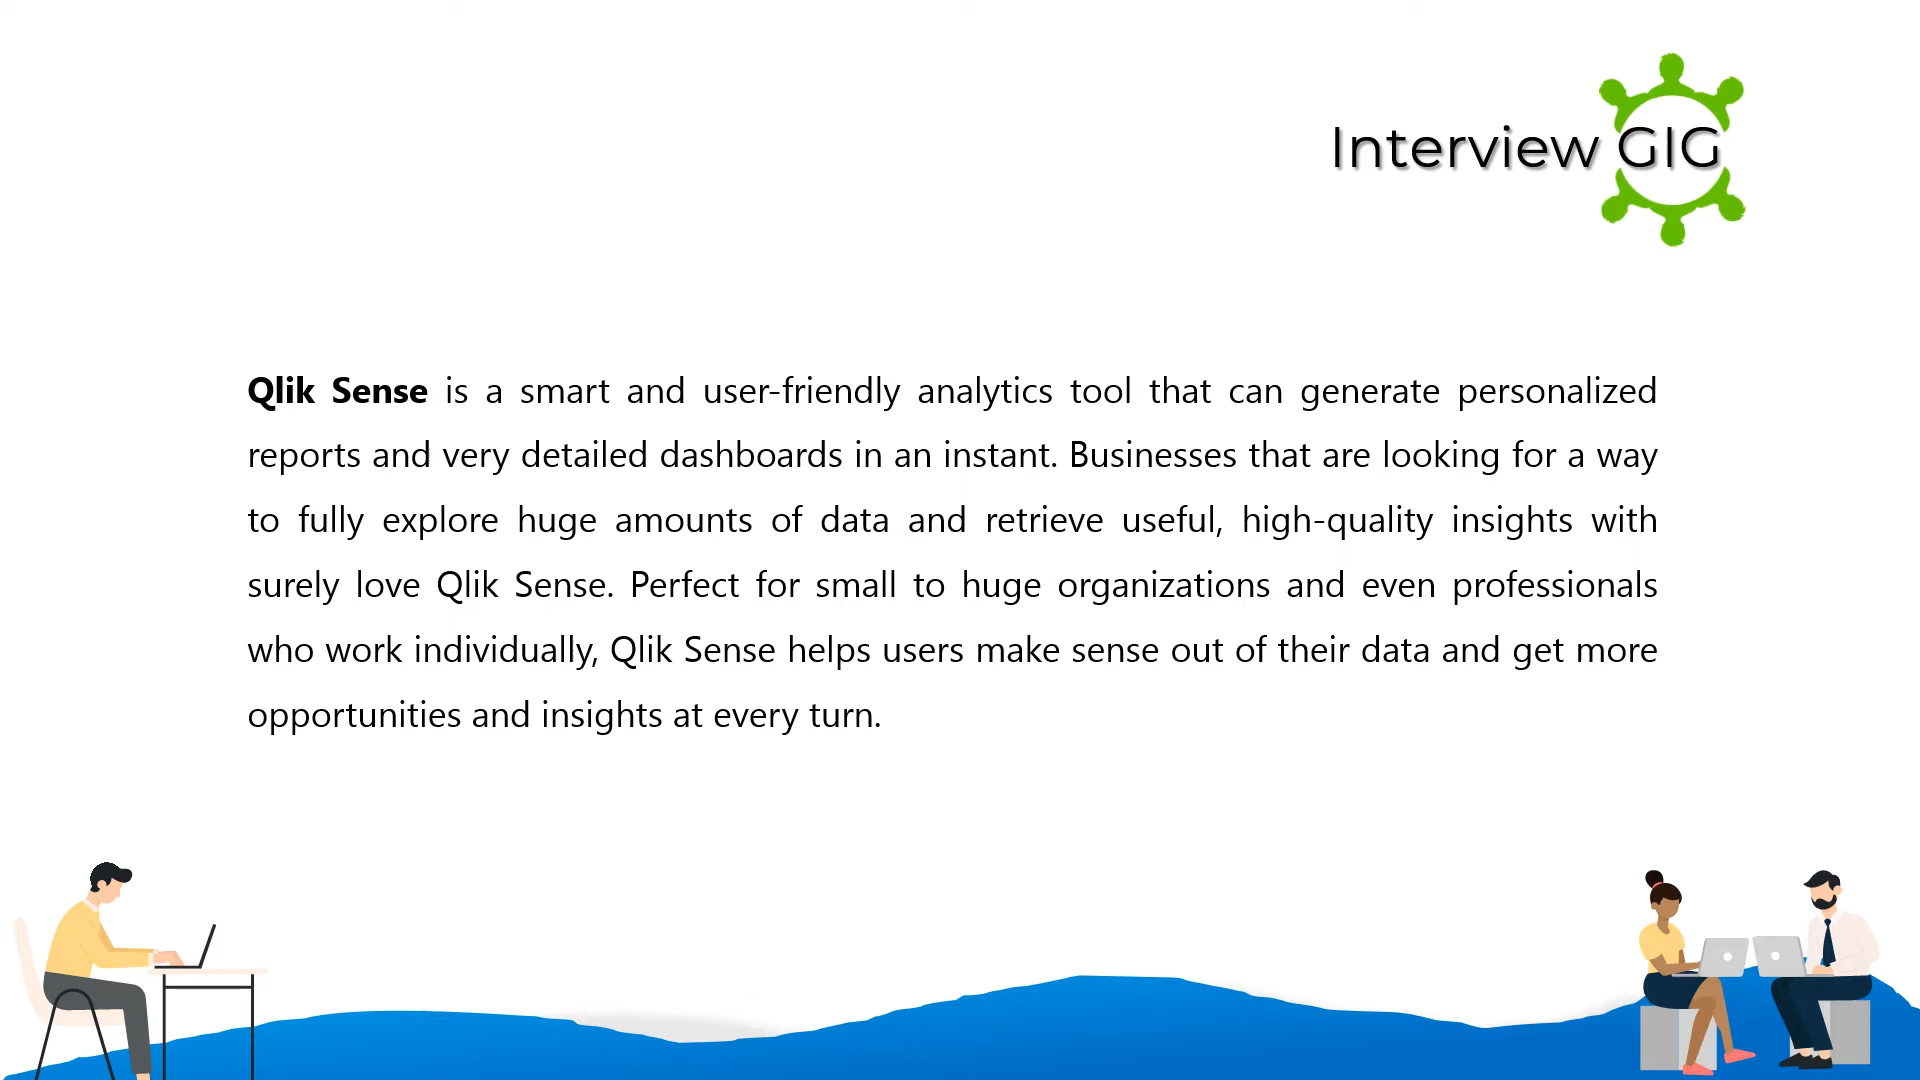 Interview GIG
Qlik Sense is a smart and user-friendly analytics tool that can generate personalized
reports and very detailed dashboards in an instant. Businesses that are looking for a way
to fully explore huge amounts of data and retrieve useful, high-quality insights with
surely love Qlik Sense. Perfect for small to huge organizations and even professionals
who work individually, Qlik Sense helps users make sense out of their data and get more
opportunities and insights at every turn.